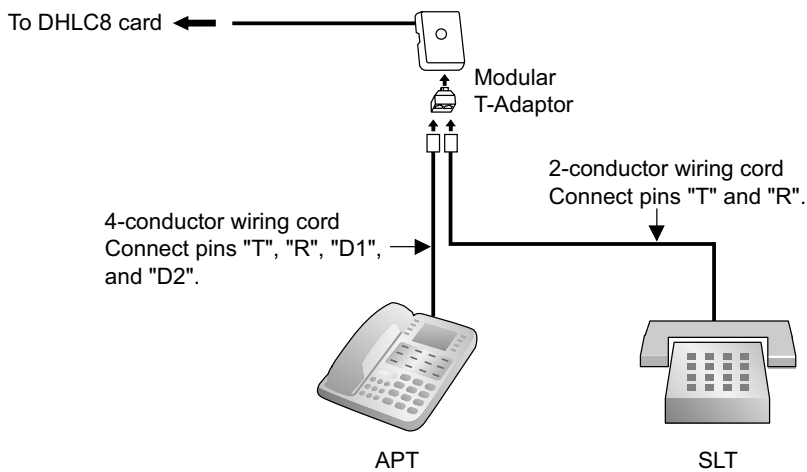 To DHLC8 card
Modular
T-Adaptor
2-conductor wiring cord
Connect pins "T" and "R".
4-conductor wiring cord
Connect pins "T", "R", "D1",
and "D2".
APT
SLT